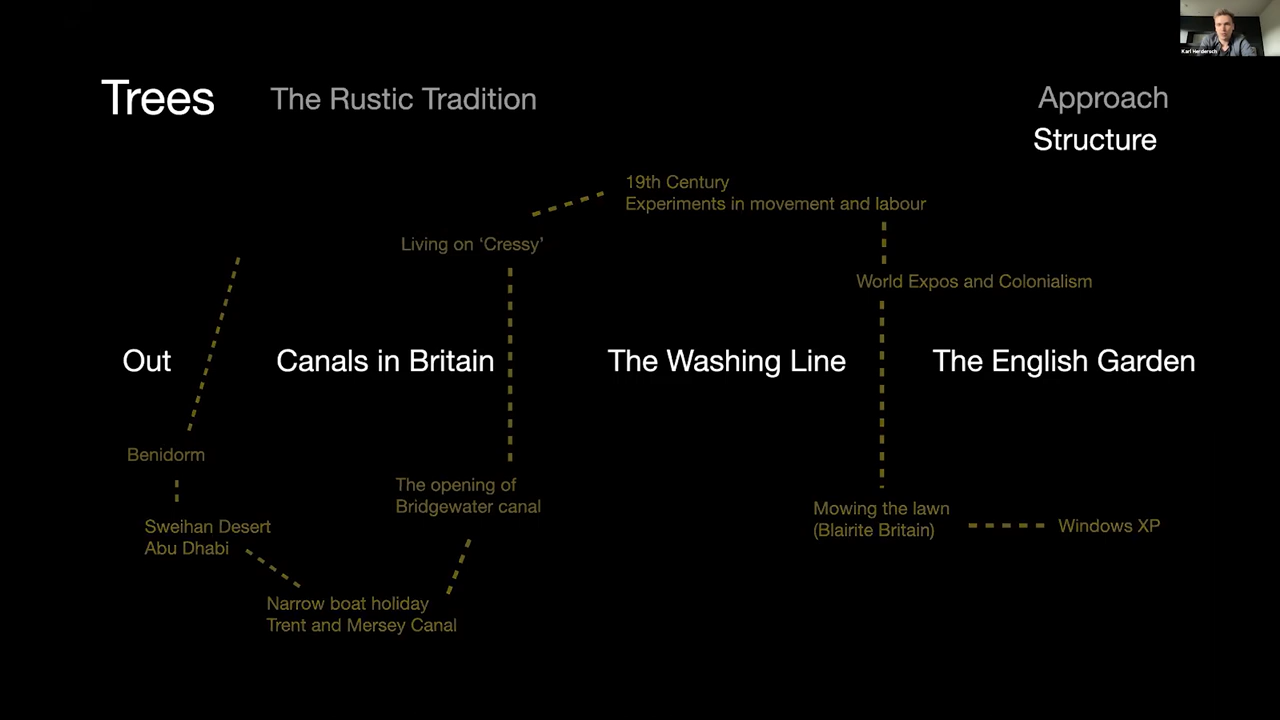 Trees
The Rustic Tradition
Approach
Structure
19th Century
Experiments in movement and labour
Living on ‘Cressy’
World Expos and Colonialism
Out
Canals in Britain
The Washing Line
The English Garden
Benidorm
The opening of
Bridgewater canal
Sweihan Desert
Abu Dhabi
Mowing the lawn
(Blairite Britain)
Windows XP
Narrow boat holiday
Trent and Mersey Canal